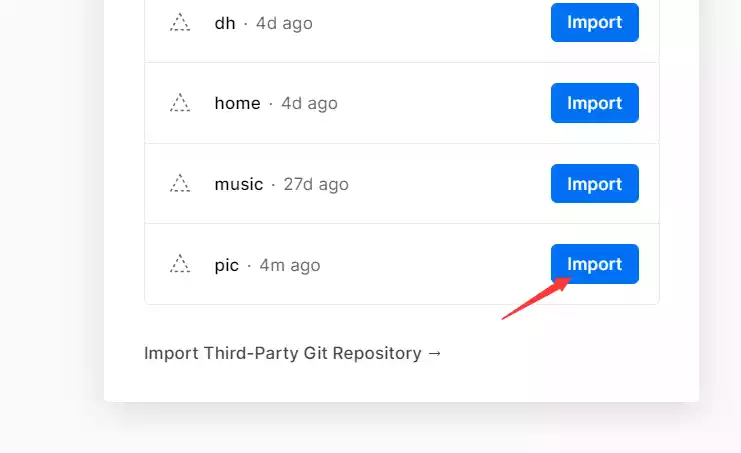 dh · 4d ago Import
home · 4d ago Import
music · 27d ago Import
pic · 4m ago Import
Import Third-Party Git Repository →